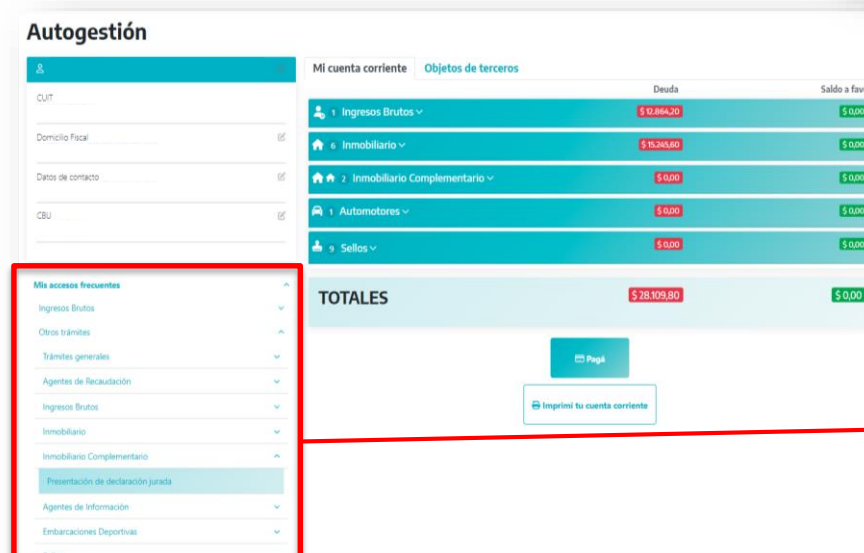 Autogestión
CUIT
Domicilio Fiscal
Datos de contacto
CBU
Mis accesos frecuentes
Ingresos Brutos
Otros trámites
Trámites generales
Agentes de Recaudación
Ingresos Brutos
Inmobiliario
Inmobiliario Complementario
Presentación de declaración jurada
Agentes de Información
Embarcaciones Deportivas
Mi cuenta corriente Objetos de terceros
Deuda Saldo a fav
1 Ingresos Brutos $ 12.864,20 $ 0,00
6 Inmobiliario $ 15.245,60 $ 0,00
2 Inmobiliario Complementario $ 0,00 $ 0,00
1 Automotores $ 0,00 $ 0,00
9 Sellos $ 0,00 $ 0,00
TOTALES $ 28.109,80 $ 0,00
Pagá
Imprimí tu cuenta corriente